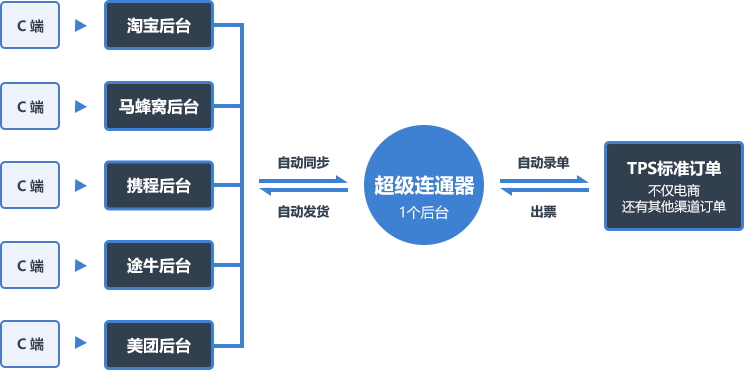 C 端
淘宝后台
C 端
马蜂窝后台
C 端
携程后台
C 端
途牛后台
C 端
美团后台
自动同步
自动发货
超级连通器
1个后台
自动录单
出票
TPS标准订单
不仅电商
还有其他渠道订单